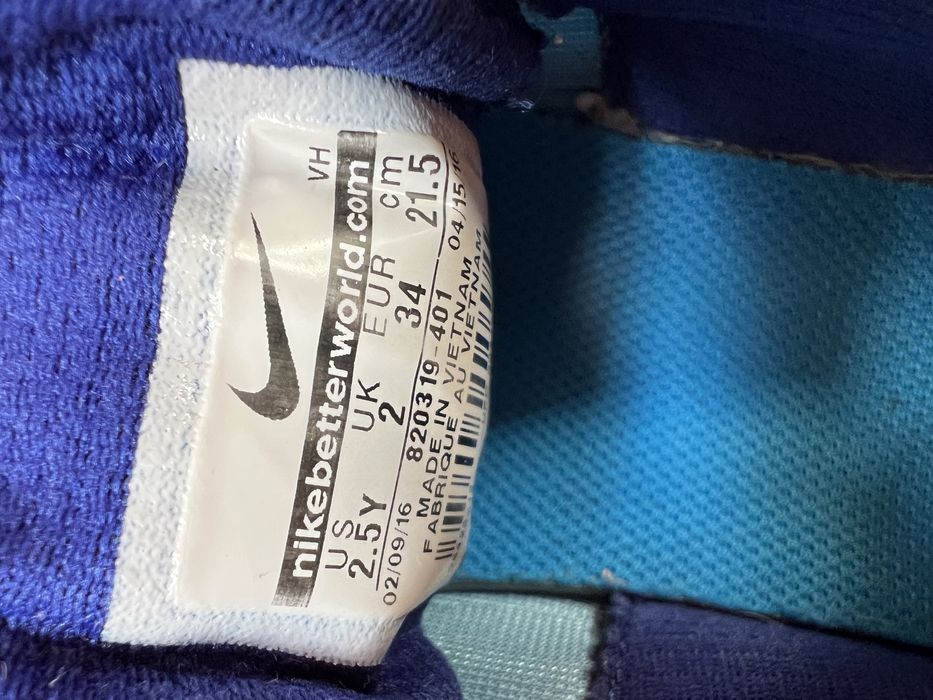 VH
nikebetterworld.com
US UK EUR cm
2.5Y 2 34 21.5
02/09/16 820319-401 04/15/16
MADE IN VIETNAM
FABRIQUE AU VIETNAM